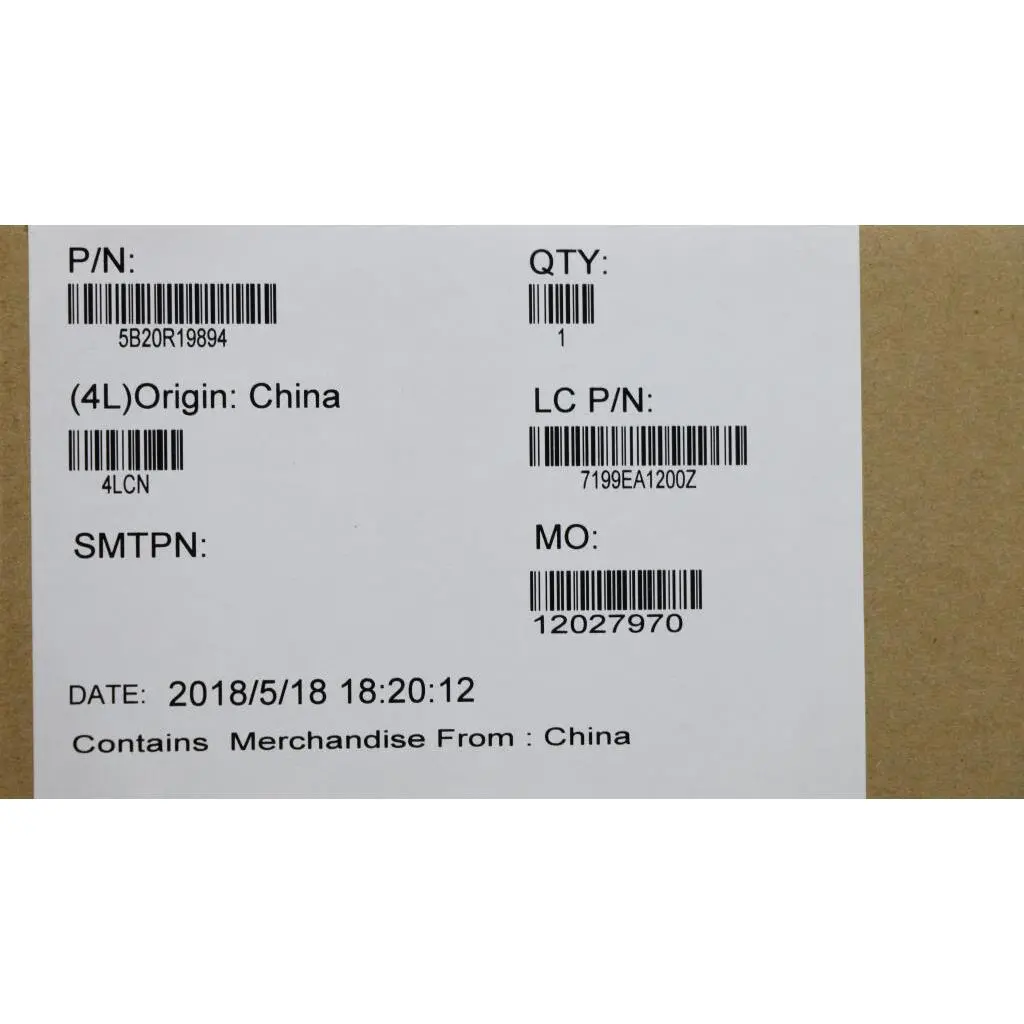 P/N:
5B20R19894
QTY:
1
(4L)Origin: China
4LCN
LC P/N:
7199EA1200Z
SMTPN:
MO:
12027970
DATE: 2018/5/18 18:20:12
Contains Merchandise From : China